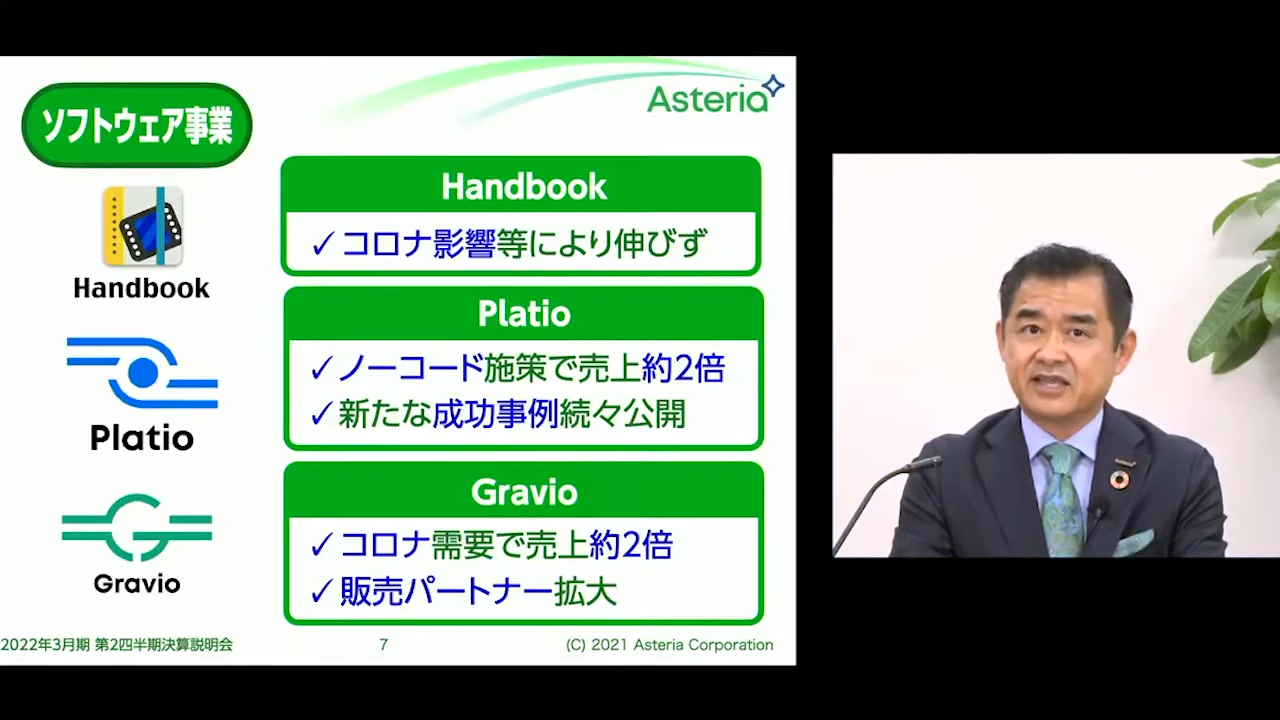 ソフトウェア事業
Asteria
Handbook
Handbook
✓コロナ影響等により伸びず
Platio
Platio
✓ノーコード施策で売上約2倍
✓新たな成功事例続々公開
Gravio
Gravio
✓コロナ需要で売上約2倍
✓販売パートナー拡大
2022年3月期 第2四半期決算説明会
7
(C) 2021 Asteria Corporation